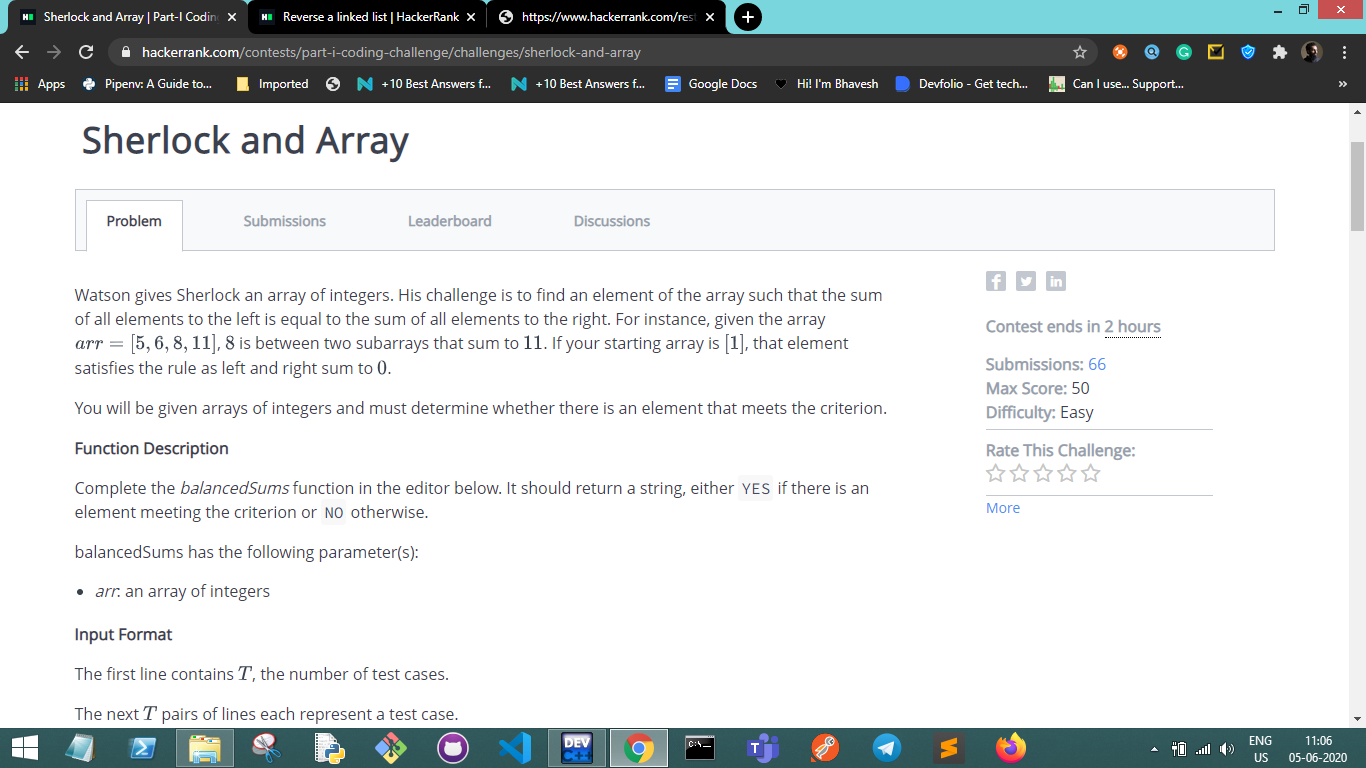 Sherlock and Array | Part-I Codin
Reverse a linked list | HackerRank
https://www.hackerrank.com/rest
hackerrank.com/contests/part-i-coding-challenge/challenges/sherlock-and-array
Apps
Pipenv: A Guide to...
Imported
+10 Best Answers f...
+10 Best Answers f...
Google Docs
Hi! I'm Bhavesh
Devfolio - Get tech...
Can I use... Support...
Sherlock and Array
Problem
Submissions
Leaderboard
Discussions
Watson gives Sherlock an array of integers. His challenge is to find an element of the array such that the sum
of all elements to the left is equal to the sum of all elements to the right. For instance, given the array
arr = [5, 6, 8, 11], 8 is between two subarrays that sum to 11. If your starting array is [1], that element
satisfies the rule as left and right sum to 0.
You will be given arrays of integers and must determine whether there is an element that meets the criterion.
Function Description
Complete the balancedSums function in the editor below. It should return a string, either YES if there is an
element meeting the criterion or NO otherwise.
balancedSums has the following parameter(s):
• arr: an array of integers
Input Format
The first line contains T, the number of test cases.
The next T pairs of lines each represent a test case.
Contest ends in 2 hours
Submissions: 66
Max Score: 50
Difficulty: Easy
Rate This Challenge:
More
DEV
C++
C:\_
ENG
US
11:06
05-06-2020